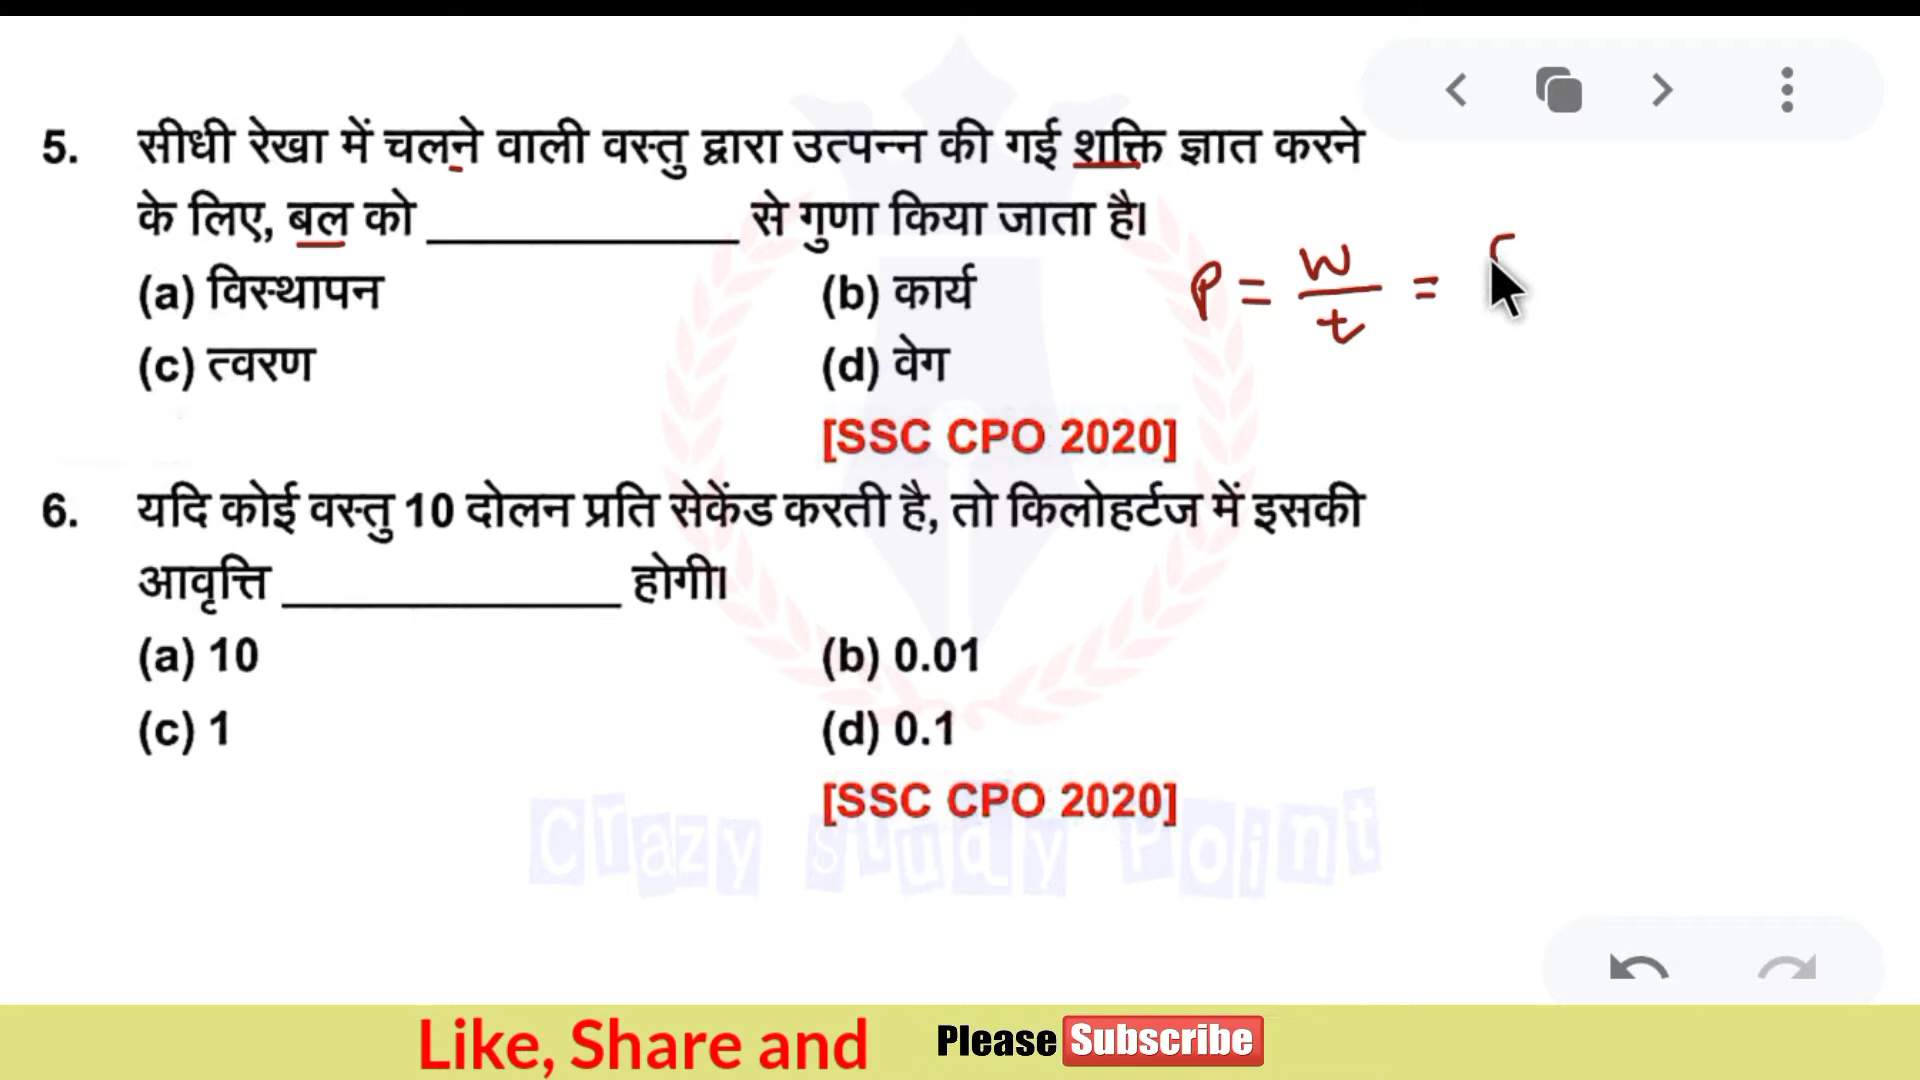 5. सीधी रेखा में चलने वाली वस्तु द्वारा उत्पन्न की गई शक्ति ज्ञात करने
के लिए, बल को ____________ से गुणा किया जाता है।
(a) विस्थापन (b) कार्य
(c) त्वरण (d) वेग
P = W/t =
[SSC CPO 2020]
6. यदि कोई वस्तु 10 दोलन प्रति सेकेंड करती है, तो किलोहर्टज में इसकी
आवृत्ति _____________ होगी।
(a) 10 (b) 0.01
(c) 1 (d) 0.1
[SSC CPO 2020]
Crazy Study Point
Like, Share and Please Subscribe